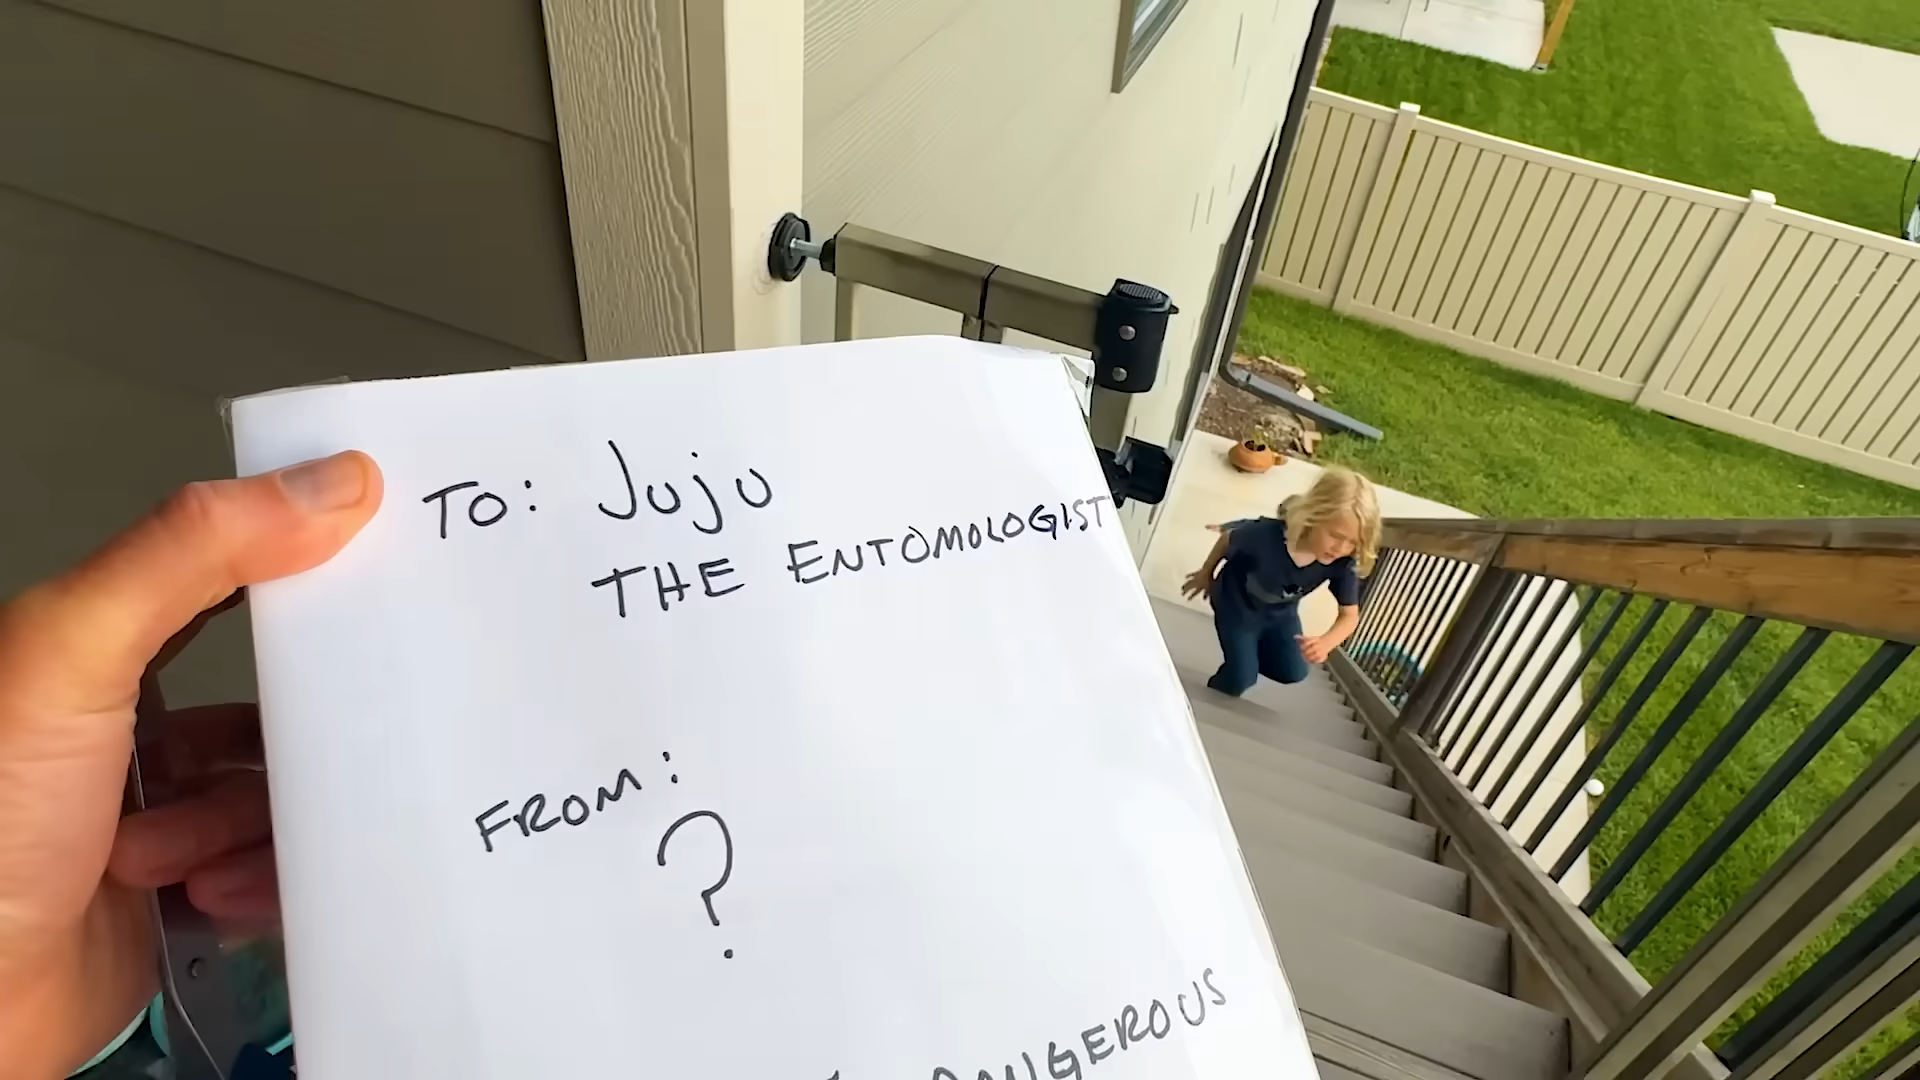 TO: Juju
THE ENTOMOLOGIST
FROM:
?
DANGEROUS